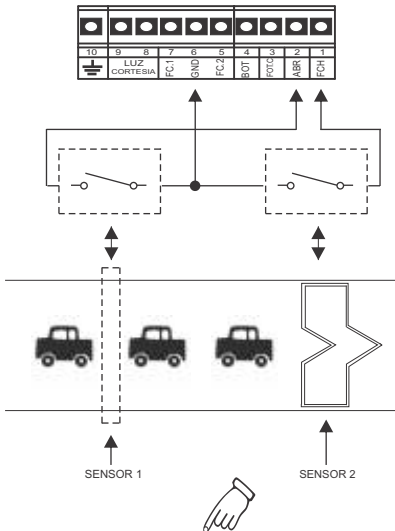 10 9 8 7 6 5 4 3 2 1
LUZ
CORTESIA
FC.1
GND
FC.2
BOT
FOT.C
ABR
FCH
SENSOR 1
SENSOR 2